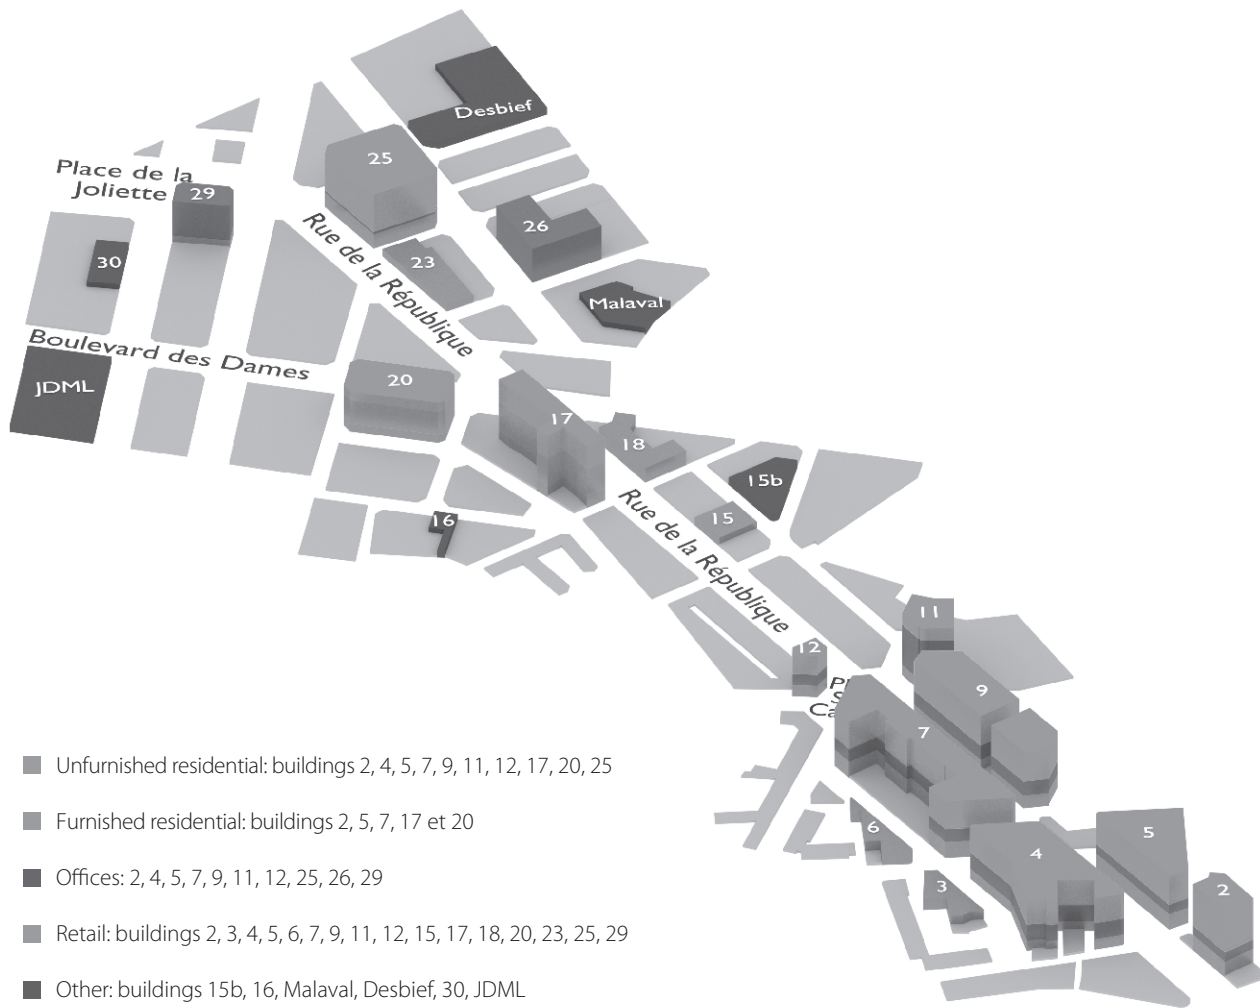 Desbief
25
Place de la
Joliette
29
26
30
Rue de la République
23
Malaval
Boulevard des Dames
JDML
20
17
18
15b
16
15
Rue de la République
11
12
9
7
6
5
4
3
2
Unfurnished residential: buildings 2, 4, 5, 7, 9, 11, 12, 17, 20, 25
Furnished residential: buildings 2, 5, 7, 17 et 20
Offices: 2, 4, 5, 7, 9, 11, 12, 25, 26, 29
Retail: buildings 2, 3, 4, 5, 6, 7, 9, 11, 12, 15, 17, 18, 20, 23, 25, 29
Other: buildings 15b, 16, Malaval, Desbief, 30, JDML